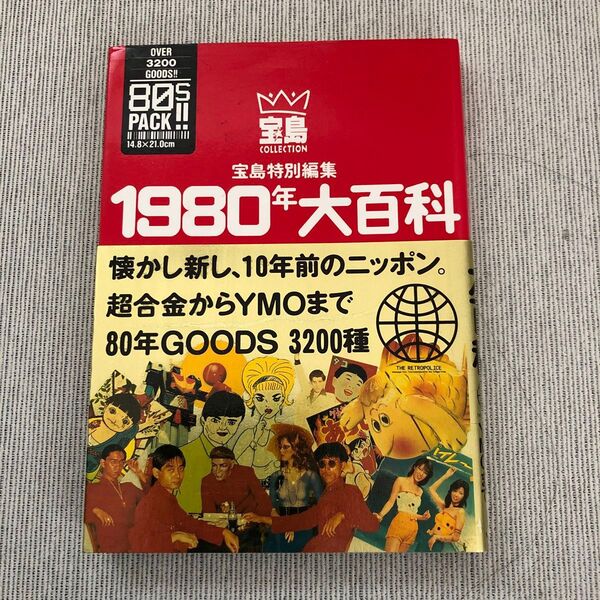 OVER
3200
GOODS!!
80s
PACK!!
14.8×21.0cm
宝島
COLLECTION
宝島特別編集
1980年大百科
懐かし新し、10年前のニッポン。
超合金からYMOまで
80年GOODS 3200種
THE RETROPOLICE